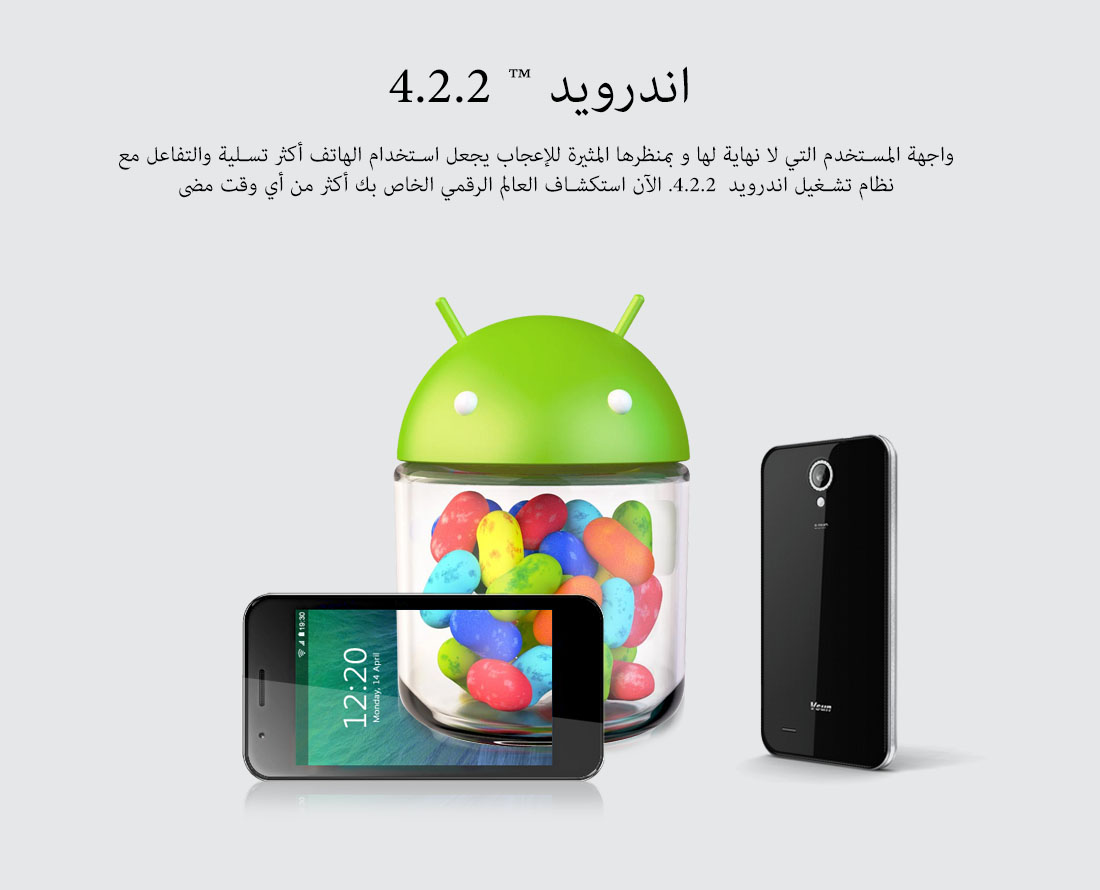 اندرويد ™ 4.2.2
واجهة المستخدم التي لا نهاية لها و بمنظرها المثيرة للإعجاب يجعل استخدام الهاتف أكثر تسلية والتفاعل مع
نظام تشغيل اندرويد 4.2.2. الآن استكشاف العالم الرقمي الخاص بك أكثر من أي وقت مضى
19:30
12:20
Monday, 14 April
Vsun